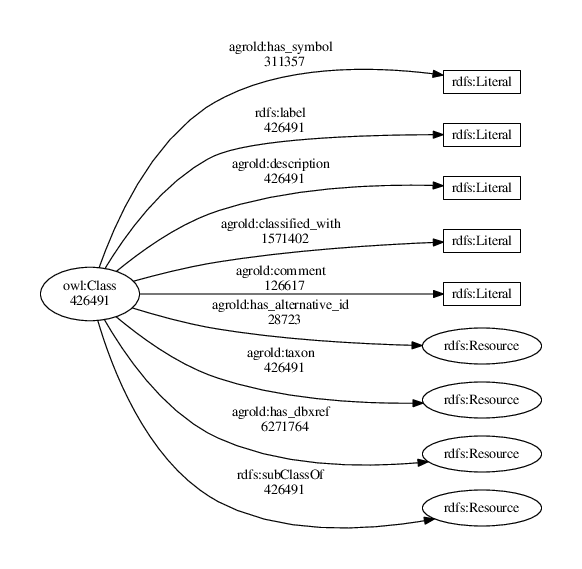 agrold:has_symbol
311357
rdfs:Literal
rdfs:label
426491
rdfs:Literal
agrold:description
426491
rdfs:Literal
agrold:classified_with
1571402
rdfs:Literal
agrold:comment
126617
rdfs:Literal
owl:Class
426491
agrold:has_alternative_id
28723
rdfs:Resource
agrold:taxon
426491
rdfs:Resource
agrold:has_dbxref
6271764
rdfs:Resource
rdfs:subClassOf
426491
rdfs:Resource